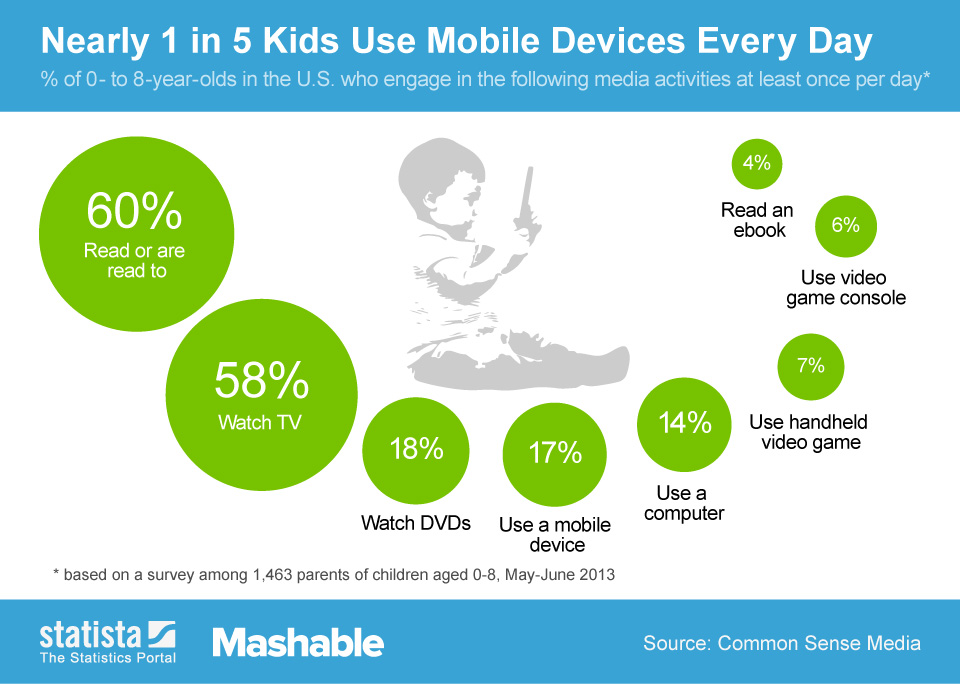 Nearly 1 in 5 Kids Use Mobile Devices Every Day
% of 0- to 8-year-olds in the U.S. who engage in the following media activities at least once per day*
60%
Read or are
read to
58%
Watch TV
18%
Watch DVDs
17%
Use a mobile
device
14%
Use a
computer
7%
Use handheld
video game
6%
Use video
game console
4%
Read an
ebook
* based on a survey among 1,463 parents of children aged 0-8, May-June 2013
statista
The Statistics Portal
Mashable
Source: Common Sense Media